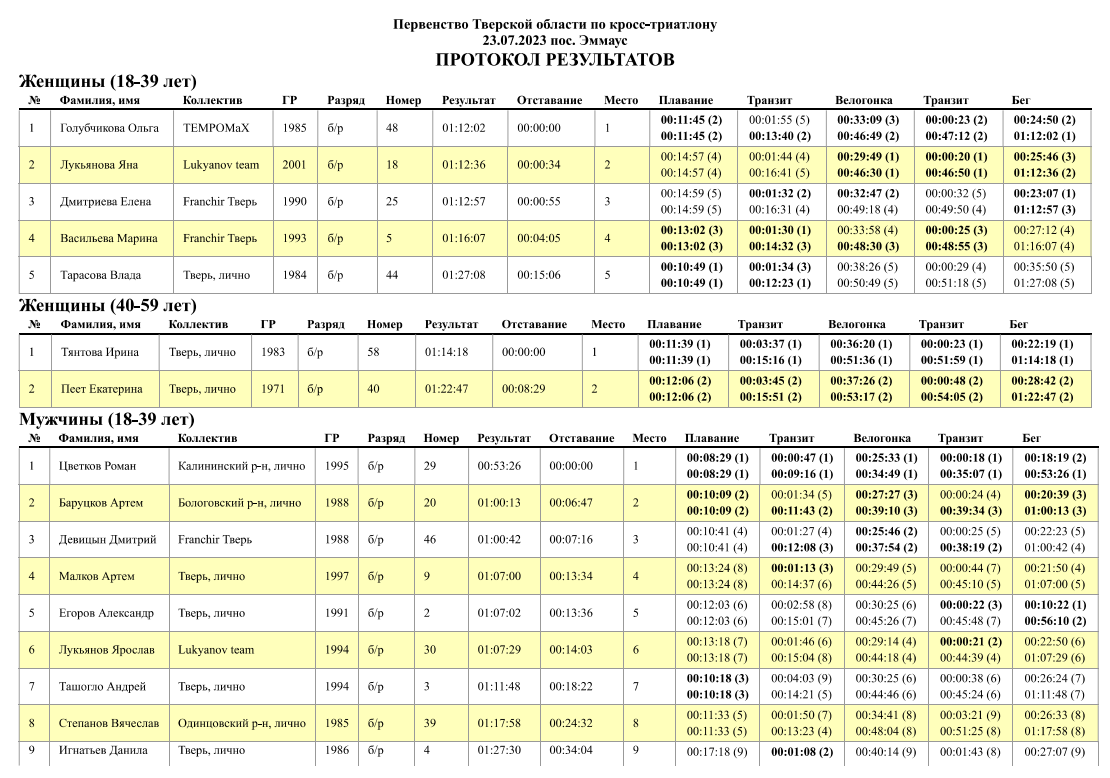 Первенство Тверской области по кросс-триатлону
23.07.2023 пос. Эммаус
ПРОТОКОЛ РЕЗУЛЬТАТОВ
Женщины (18-39 лет)
№ Фамилия, имя Коллектив ГР Разряд Номер Результат Отставание Место Плавание Транзит Велогонка Транзит Бег
1 Голубчикова Ольга TEMPOMaX 1985 б/р 48 01:12:02 00:00:00 1 00:11:45 (2) 00:01:55 (5) 00:33:09 (3) 00:00:23 (2) 00:24:50 (2)
00:11:45 (2) 00:13:40 (2) 00:46:49 (2) 00:47:12 (2) 01:12:02 (1)
2 Лукьянова Яна Lukyanov team 2001 б/р 18 01:12:36 00:00:34 2 00:14:57 (4) 00:01:44 (4) 00:29:49 (1) 00:00:20 (1) 00:25:46 (3)
00:14:57 (4) 00:16:41 (5) 00:46:30 (1) 00:46:50 (1) 01:12:36 (2)
3 Дмитриева Елена Franchir Тверь 1990 б/р 25 01:12:57 00:00:55 3 00:14:59 (5) 00:01:32 (2) 00:32:47 (2) 00:00:32 (5) 00:23:07 (1)
00:14:59 (5) 00:16:31 (4) 00:49:18 (4) 00:49:50 (4) 01:12:57 (3)
4 Васильева Марина Franchir Тверь 1993 б/р 5 01:16:07 00:04:05 4 00:13:02 (3) 00:01:30 (1) 00:33:58 (4) 00:00:25 (3) 00:27:12 (4)
00:13:02 (3) 00:14:32 (3) 00:48:30 (3) 00:48:55 (3) 01:16:07 (4)
5 Тарасова Влада Тверь, лично 1984 б/р 44 01:27:08 00:15:06 5 00:10:49 (1) 00:01:34 (3) 00:38:26 (5) 00:00:29 (4) 00:35:50 (5)
00:10:49 (1) 00:12:23 (1) 00:50:49 (5) 00:51:18 (5) 01:27:08 (5)
Женщины (40-59 лет)
№ Фамилия, имя Коллектив ГР Разряд Номер Результат Отставание Место Плавание Транзит Велогонка Транзит Бег
1 Тянтова Ирина Тверь, лично 1983 б/р 58 01:14:18 00:00:00 1 00:11:39 (1) 00:03:37 (1) 00:36:20 (1) 00:00:23 (1) 00:22:19 (1)
00:11:39 (1) 00:15:16 (1) 00:51:36 (1) 00:51:59 (1) 01:14:18 (1)
2 Пест Екатерина Тверь, лично 1971 б/р 40 01:22:47 00:08:29 2 00:12:06 (2) 00:03:45 (2) 00:37:26 (2) 00:00:48 (2) 00:28:42 (2)
00:12:06 (2) 00:15:51 (2) 00:53:17 (2) 00:54:05 (2) 01:22:47 (2)
Мужчины (18-39 лет)
№ Фамилия, имя Коллектив ГР Разряд Номер Результат Отставание Место Плавание Транзит Велогонка Транзит Бег
1 Цветков Роман Калининский р-н, лично 1995 б/р 29 00:53:26 00:00:00 1 00:08:29 (1) 00:00:47 (1) 00:25:33 (1) 00:00:18 (1) 00:18:19 (2)
00:08:29 (1) 00:09:16 (1) 00:34:49 (1) 00:35:07 (1) 00:53:26 (1)
2 Баруцков Артем Бологовский р-н, лично 1988 б/р 20 01:00:13 00:06:47 2 00:10:09 (2) 00:01:34 (5) 00:27:27 (3) 00:00:24 (4) 00:20:39 (3)
00:10:09 (2) 00:11:43 (2) 00:39:10 (3) 00:39:34 (3) 01:00:13 (3)
3 Девицын Дмитрий Franchir Тверь 1988 б/р 46 01:00:42 00:07:16 3 00:10:41 (4) 00:01:27 (4) 00:25:46 (2) 00:00:25 (5) 00:22:23 (5)
00:10:41 (4) 00:12:08 (3) 00:37:54 (2) 00:38:19 (2) 01:00:42 (4)
4 Малков Артем Тверь, лично 1997 б/р 9 01:07:00 00:13:34 4 00:13:24 (8) 00:01:13 (3) 00:29:49 (5) 00:00:44 (7) 00:21:50 (4)
00:13:24 (8) 00:14:37 (6) 00:44:26 (5) 00:45:10 (5) 01:07:00 (5)
5 Егоров Александр Тверь, лично 1991 б/р 2 01:07:02 00:13:36 5 00:12:03 (6) 00:02:58 (8) 00:30:25 (6) 00:00:22 (3) 00:10:22 (1)
00:12:03 (6) 00:15:01 (7) 00:45:26 (7) 00:45:48 (7) 00:56:10 (2)
6 Лукьянов Ярослав Lukyanov team 1994 б/р 30 01:07:29 00:14:03 6 00:13:18 (7) 00:01:46 (6) 00:29:14 (4) 00:00:21 (2) 00:22:50 (6)
00:13:18 (7) 00:15:04 (8) 00:44:18 (4) 00:44:39 (4) 01:07:29 (6)
7 Ташогло Андрей Тверь, лично 1994 б/р 3 01:11:48 00:18:22 7 00:10:18 (3) 00:04:03 (9) 00:30:25 (6) 00:00:38 (6) 00:26:24 (7)
00:10:18 (3) 00:14:21 (5) 00:44:46 (6) 00:45:24 (6) 01:11:48 (7)
8 Степанов Вячеслав Одинцовский р-н, лично 1985 б/р 39 01:17:58 00:24:32 8 00:11:33 (5) 00:01:50 (7) 00:34:41 (8) 00:03:21 (9) 00:26:33 (8)
00:11:33 (5) 00:13:23 (4) 00:48:04 (8) 00:51:25 (8) 01:17:58 (8)
9 Игнатьев Данила Тверь, лично 1986 б/р 4 01:27:30 00:34:04 9 00:17:18 (9) 00:01:08 (2) 00:40:14 (9) 00:01:43 (8) 00:27:07 (9)